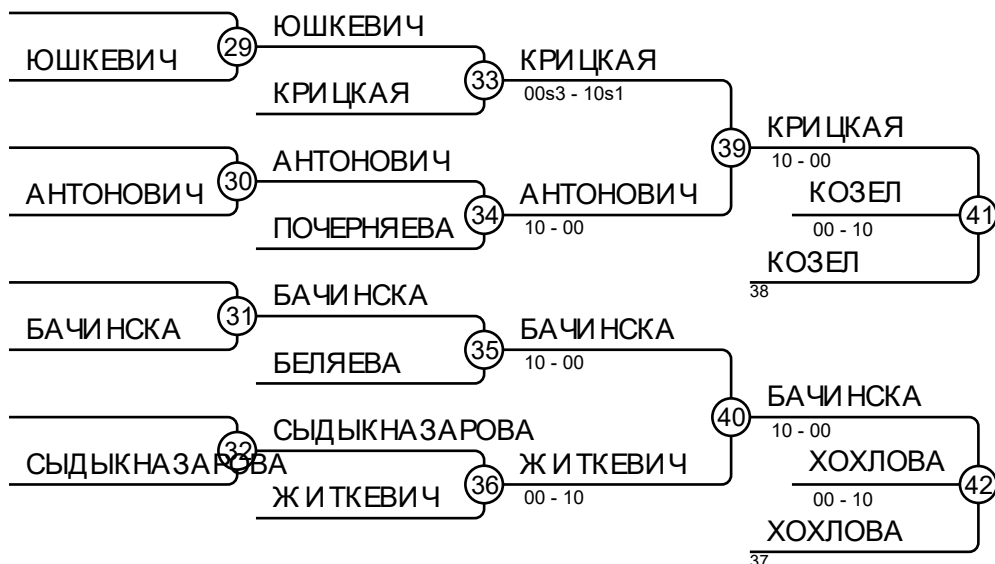 ЮШКЕВИЧ
29
ЮШКЕВИЧ
КРИЦКАЯ
33
КРИЦКАЯ
00s3 - 10s1
АНТОНОВИЧ
30
АНТОНОВИЧ
ПОЧЕРНЯЕВА
34
АНТОНОВИЧ
10 - 00
39
КРИЦКАЯ
10 - 00
КОЗЕЛ
00 - 10
КОЗЕЛ
38
41
БАЧИНСКА
31
БАЧИНСКА
БЕЛЯЕВА
35
БАЧИНСКА
10 - 00
СЫДЫКНАЗАРОВА
32
СЫДЫКНАЗАРОВА
ЖИТКЕВИЧ
36
ЖИТКЕВИЧ
00 - 10
40
БАЧИНСКА
10 - 00
ХОХЛОВА
00 - 10
ХОХЛОВА
37
42